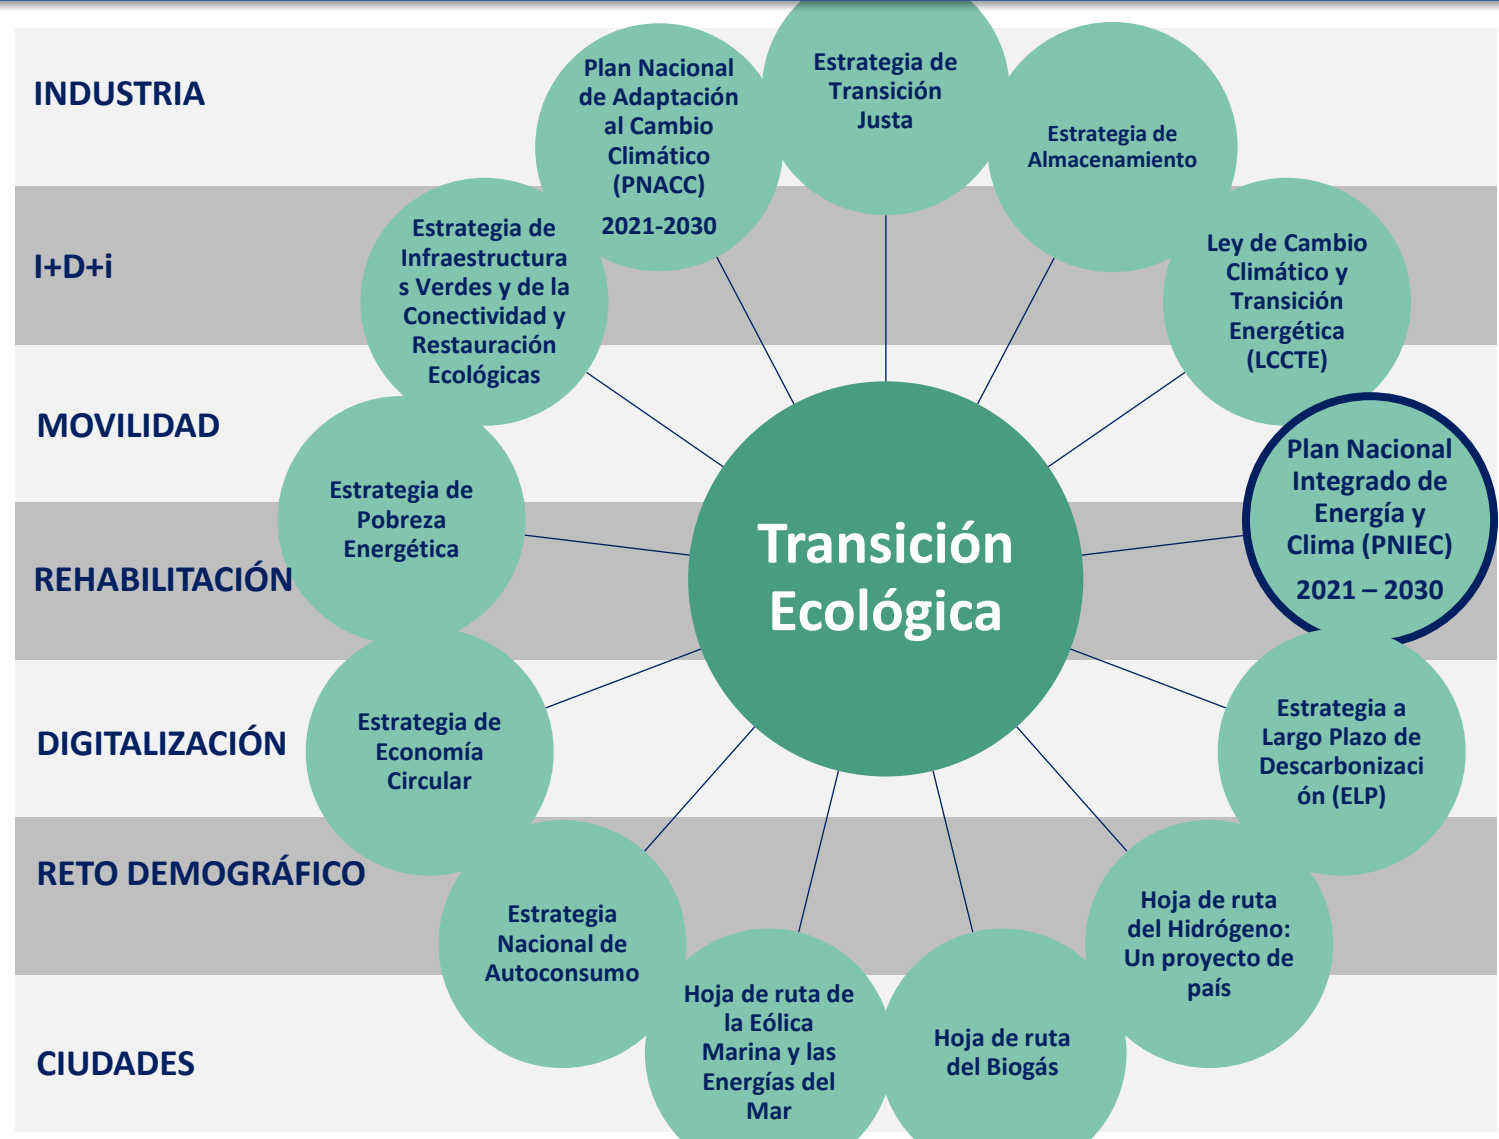 INDUSTRIA
I+D+i
MOVILIDAD
REHABILITACIÓN
DIGITALIZACIÓN
RETO DEMOGRÁFICO
CIUDADES
Transición
Ecológica
Estrategia de
Transición
Justa
Estrategia de
Almacenamiento
Ley de Cambio
Climático y
Transición
Energética
(LCCTE)
Plan Nacional
Integrado de
Energía y
Clima (PNIEC)
2021 – 2030
Estrategia a
Largo Plazo de
Descarbonizaci
ón (ELP)
Hoja de ruta
del Hidrógeno:
Un proyecto de
país
Hoja de ruta
del Biogás
Hoja de ruta de
la Eólica
Marina y las
Energías del
Mar
Estrategia
Nacional de
Autoconsumo
Estrategia de
Economía
Circular
Estrategia de
Pobreza
Energética
Estrategia de
Infraestructura
s Verdes y de la
Conectividad y
Restauración
Ecológicas
Plan Nacional
de Adaptación
al Cambio
Climático
(PNACC)
2021-2030